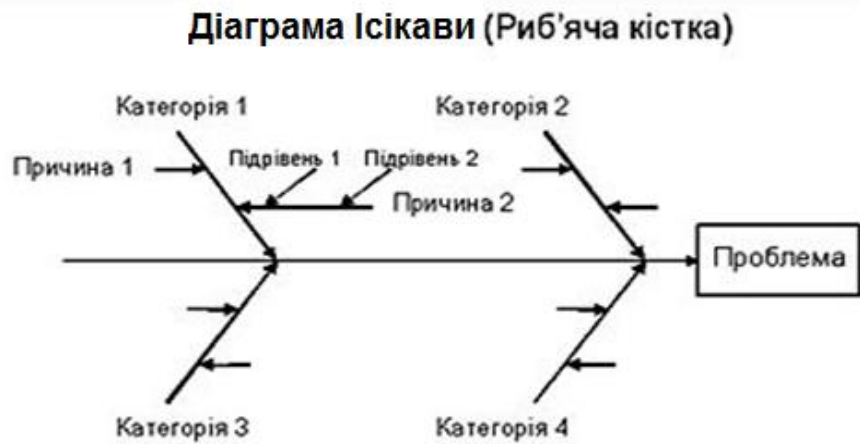 Діаграма Ісікави (Риб’яча кістка)
Категорія 1
Категорія 2
Причина 1
Підрівень 1
Підрівень 2
Причина 2
Проблема
Категорія 3
Категорія 4